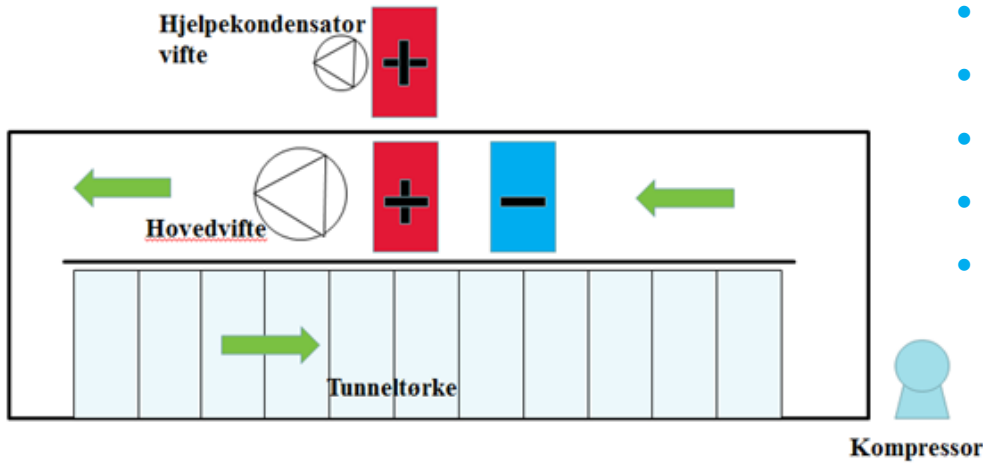 Hjelpekondensator
vifte
Hovedvifte
Tunneltørke
Kompressor